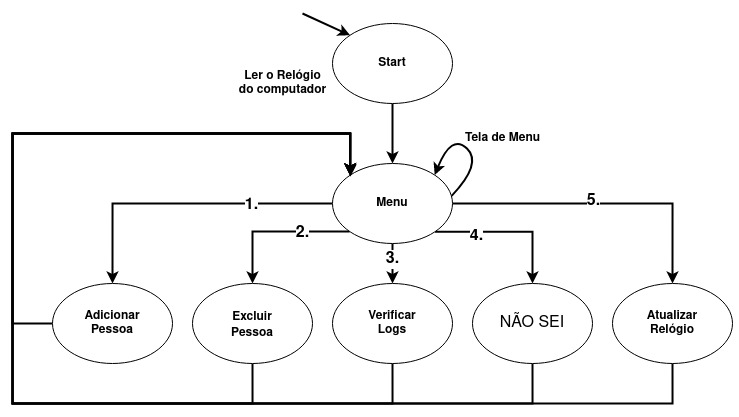 Start
Ler o Relógio
do computador
Tela de Menu
Menu
1.
2.
3.
4.
5.
Adicionar
Pessoa
Excluir
Pessoa
Verificar
Logs
NÃO SEI
Atualizar
Relógio